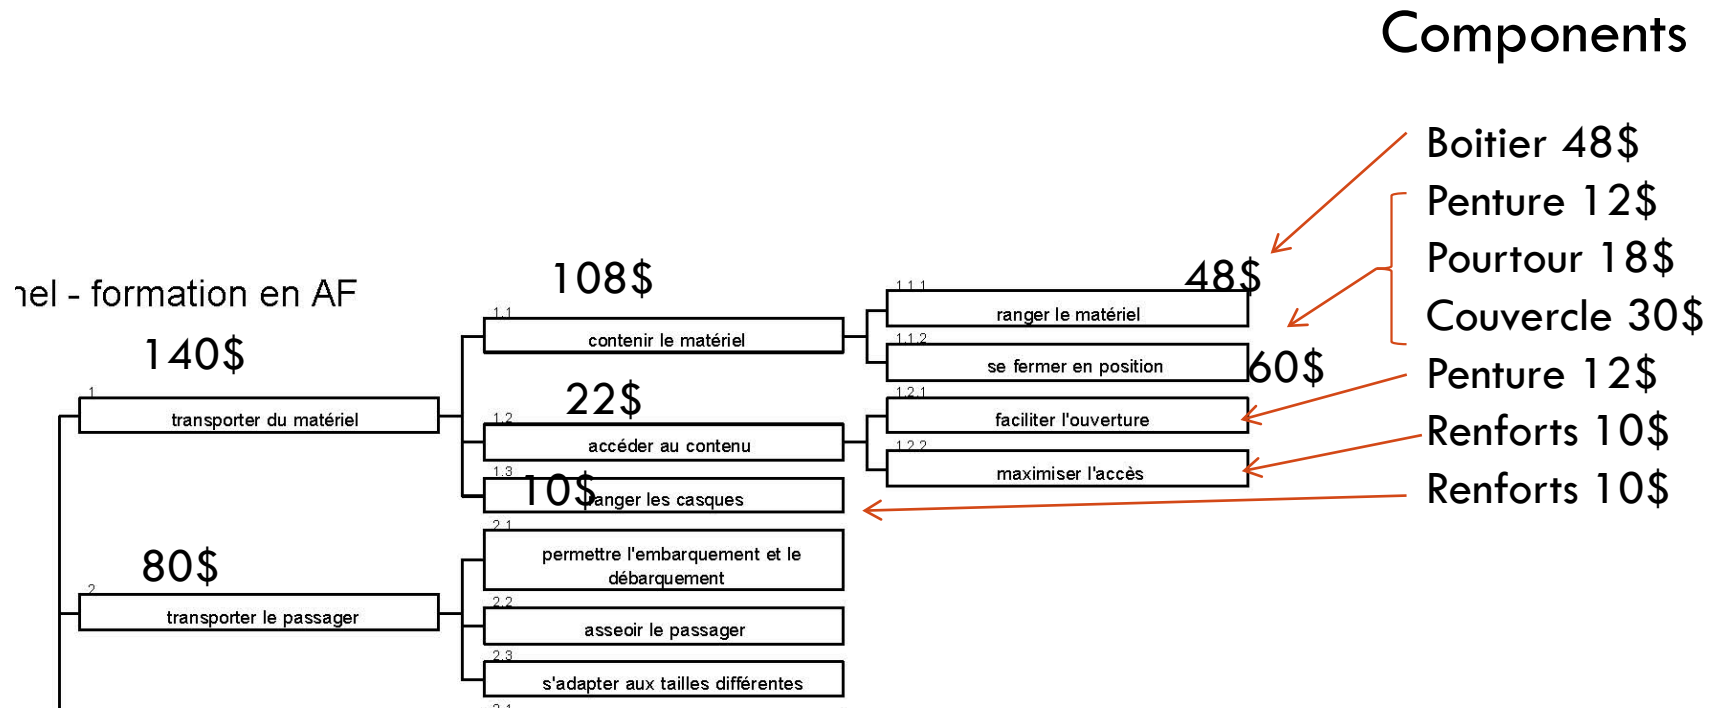 Components
Boitier 48$
Penture 12$
Pourtour 18$
Couvercle 30$
Penture 12$
Renforts 10$
Renforts 10$
nel - formation en AF
140$
1
transporter du matériel
108$
1.1
contenir le matériel
48$
1.1.1
ranger le matériel
1.1.2
se fermer en position
60$
22$
1.2
accéder au contenu
1.2.1
faciliter l'ouverture
1.2.2
maximiser l'accès
1.3
10$
ranger les casques
80$
2
transporter le passager
2.1
permettre l'embarquement et le
débarquement
2.2
asseoir le passager
2.3
s'adapter aux tailles différentes